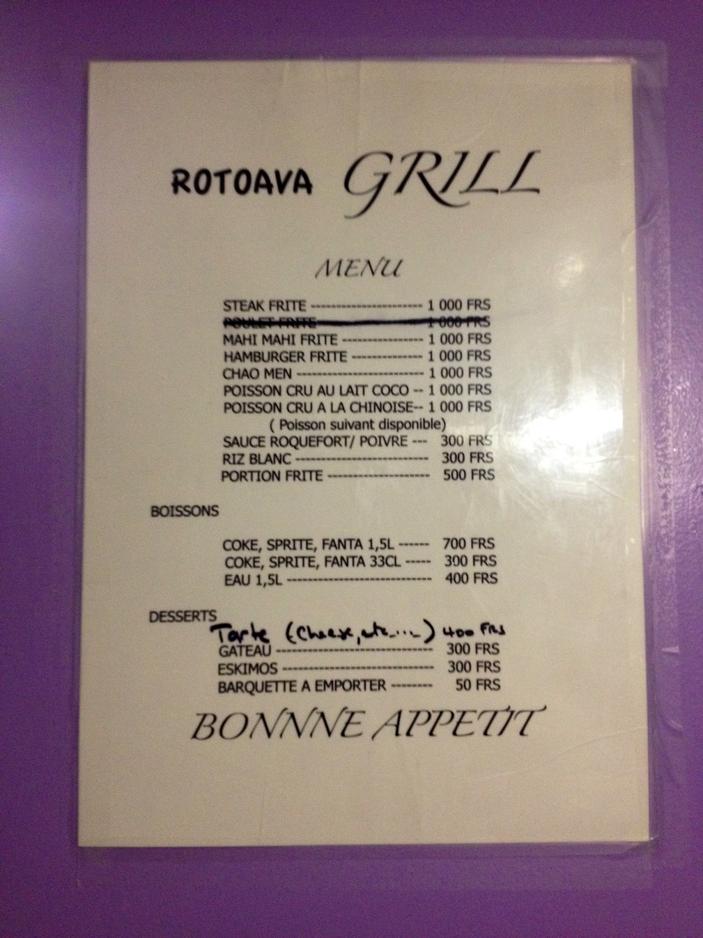 ROTOAVA GRILL
MENU
STEAK FRITE ---------------------- 1 000 FRS
POULET FRITE 1 000 FRS
MAHI MAHI FRITE ---------------- 1 000 FRS
HAMBURGER FRITE --------------- 1 000 FRS
CHAO MEN ------------------------- 1 000 FRS
POISSON CRU AU LAIT COCO -- 1 000 FRS
POISSON CRU A LA CHINOISE-- 1 000 FRS
( Poisson suivant disponible)
SAUCE ROQUEFORT/ POIVRE --- 300 FRS
RIZ BLANC -------------------------- 300 FRS
PORTION FRITE -------------------- 500 FRS
BOISSONS
COKE, SPRITE, FANTA 1,5L ------ 700 FRS
COKE, SPRITE, FANTA 33CL ----- 300 FRS
EAU 1,5L ---------------------------- 400 FRS
DESSERTS
Tarte (Cheese, etc....) 400 FRS
GATEAU ------------------------------ 300 FRS
ESKIMOS ----------------------------- 300 FRS
BARQUETTE A EMPORTER -------- 50 FRS
BONNNE APPETIT